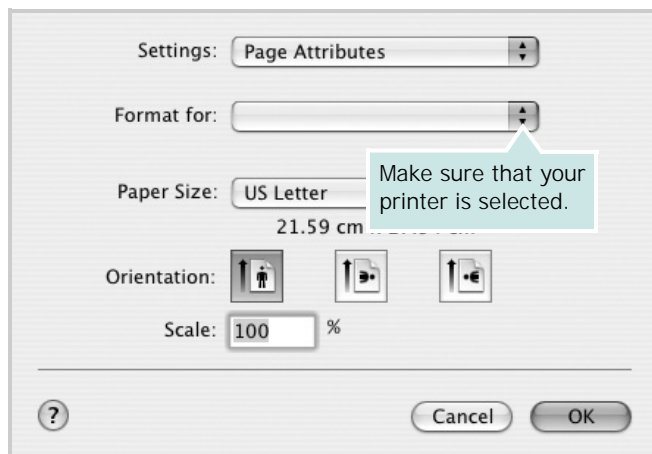 Settings: Page Attributes
Format for:
Make sure that your
printer is selected.
Paper Size: US Letter
21.59 cm
Orientation:
Scale: 100 %
? Cancel OK